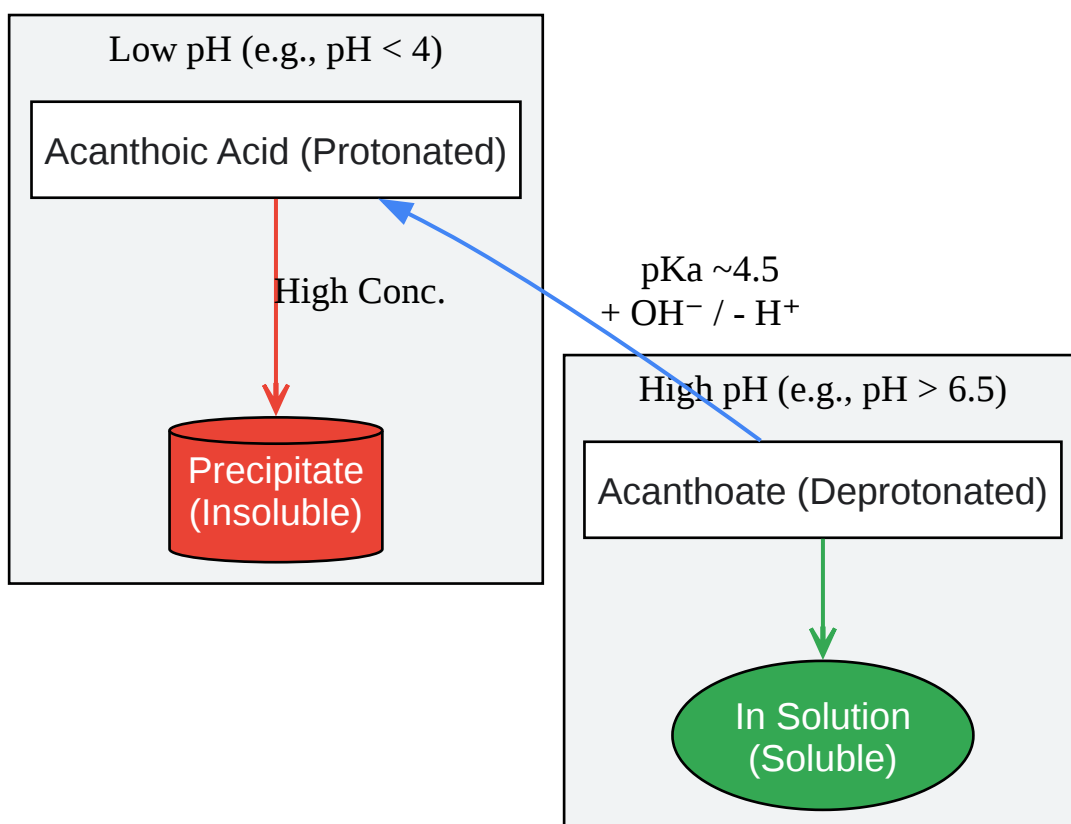 Low pH (e.g., pH < 4)
Acanthoic Acid (Protonated)
High Conc.
Precipitate
(Insoluble)
pKa ~4.5
+ OH⁻ / - H⁺
High pH (e.g., pH > 6.5)
Acanthoate (Deprotonated)
In Solution
(Soluble)